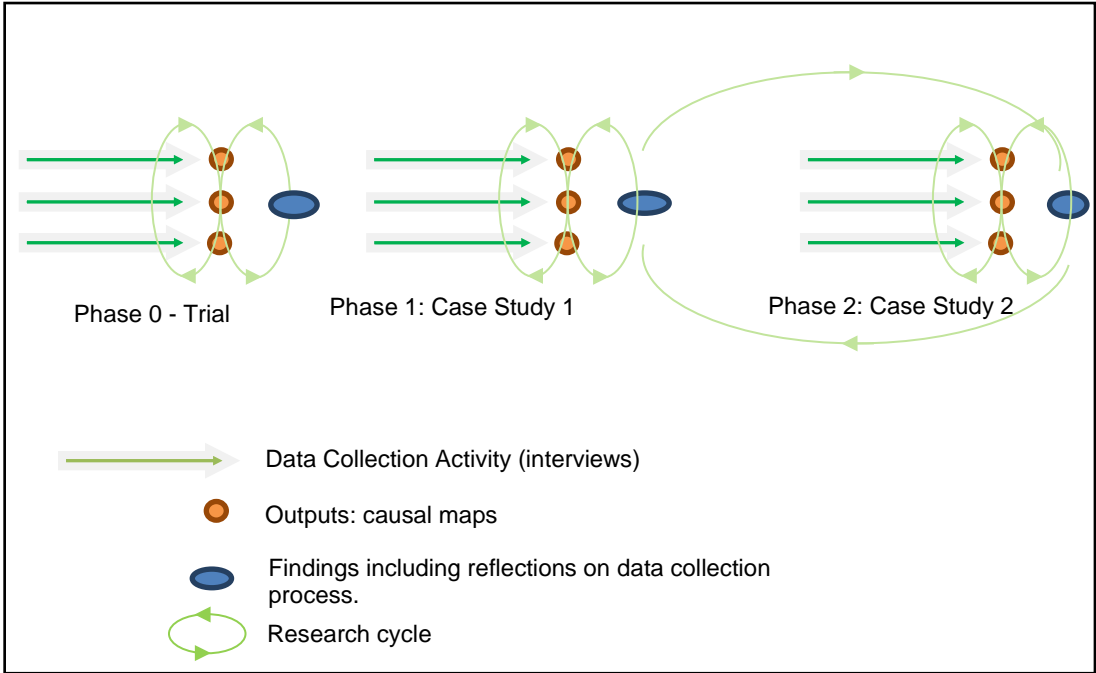 Phase 0 - Trial
Phase 1: Case Study 1
Phase 2: Case Study 2
Data Collection Activity (interviews)
Outputs: causal maps
Findings including reflections on data collection
process.
Research cycle